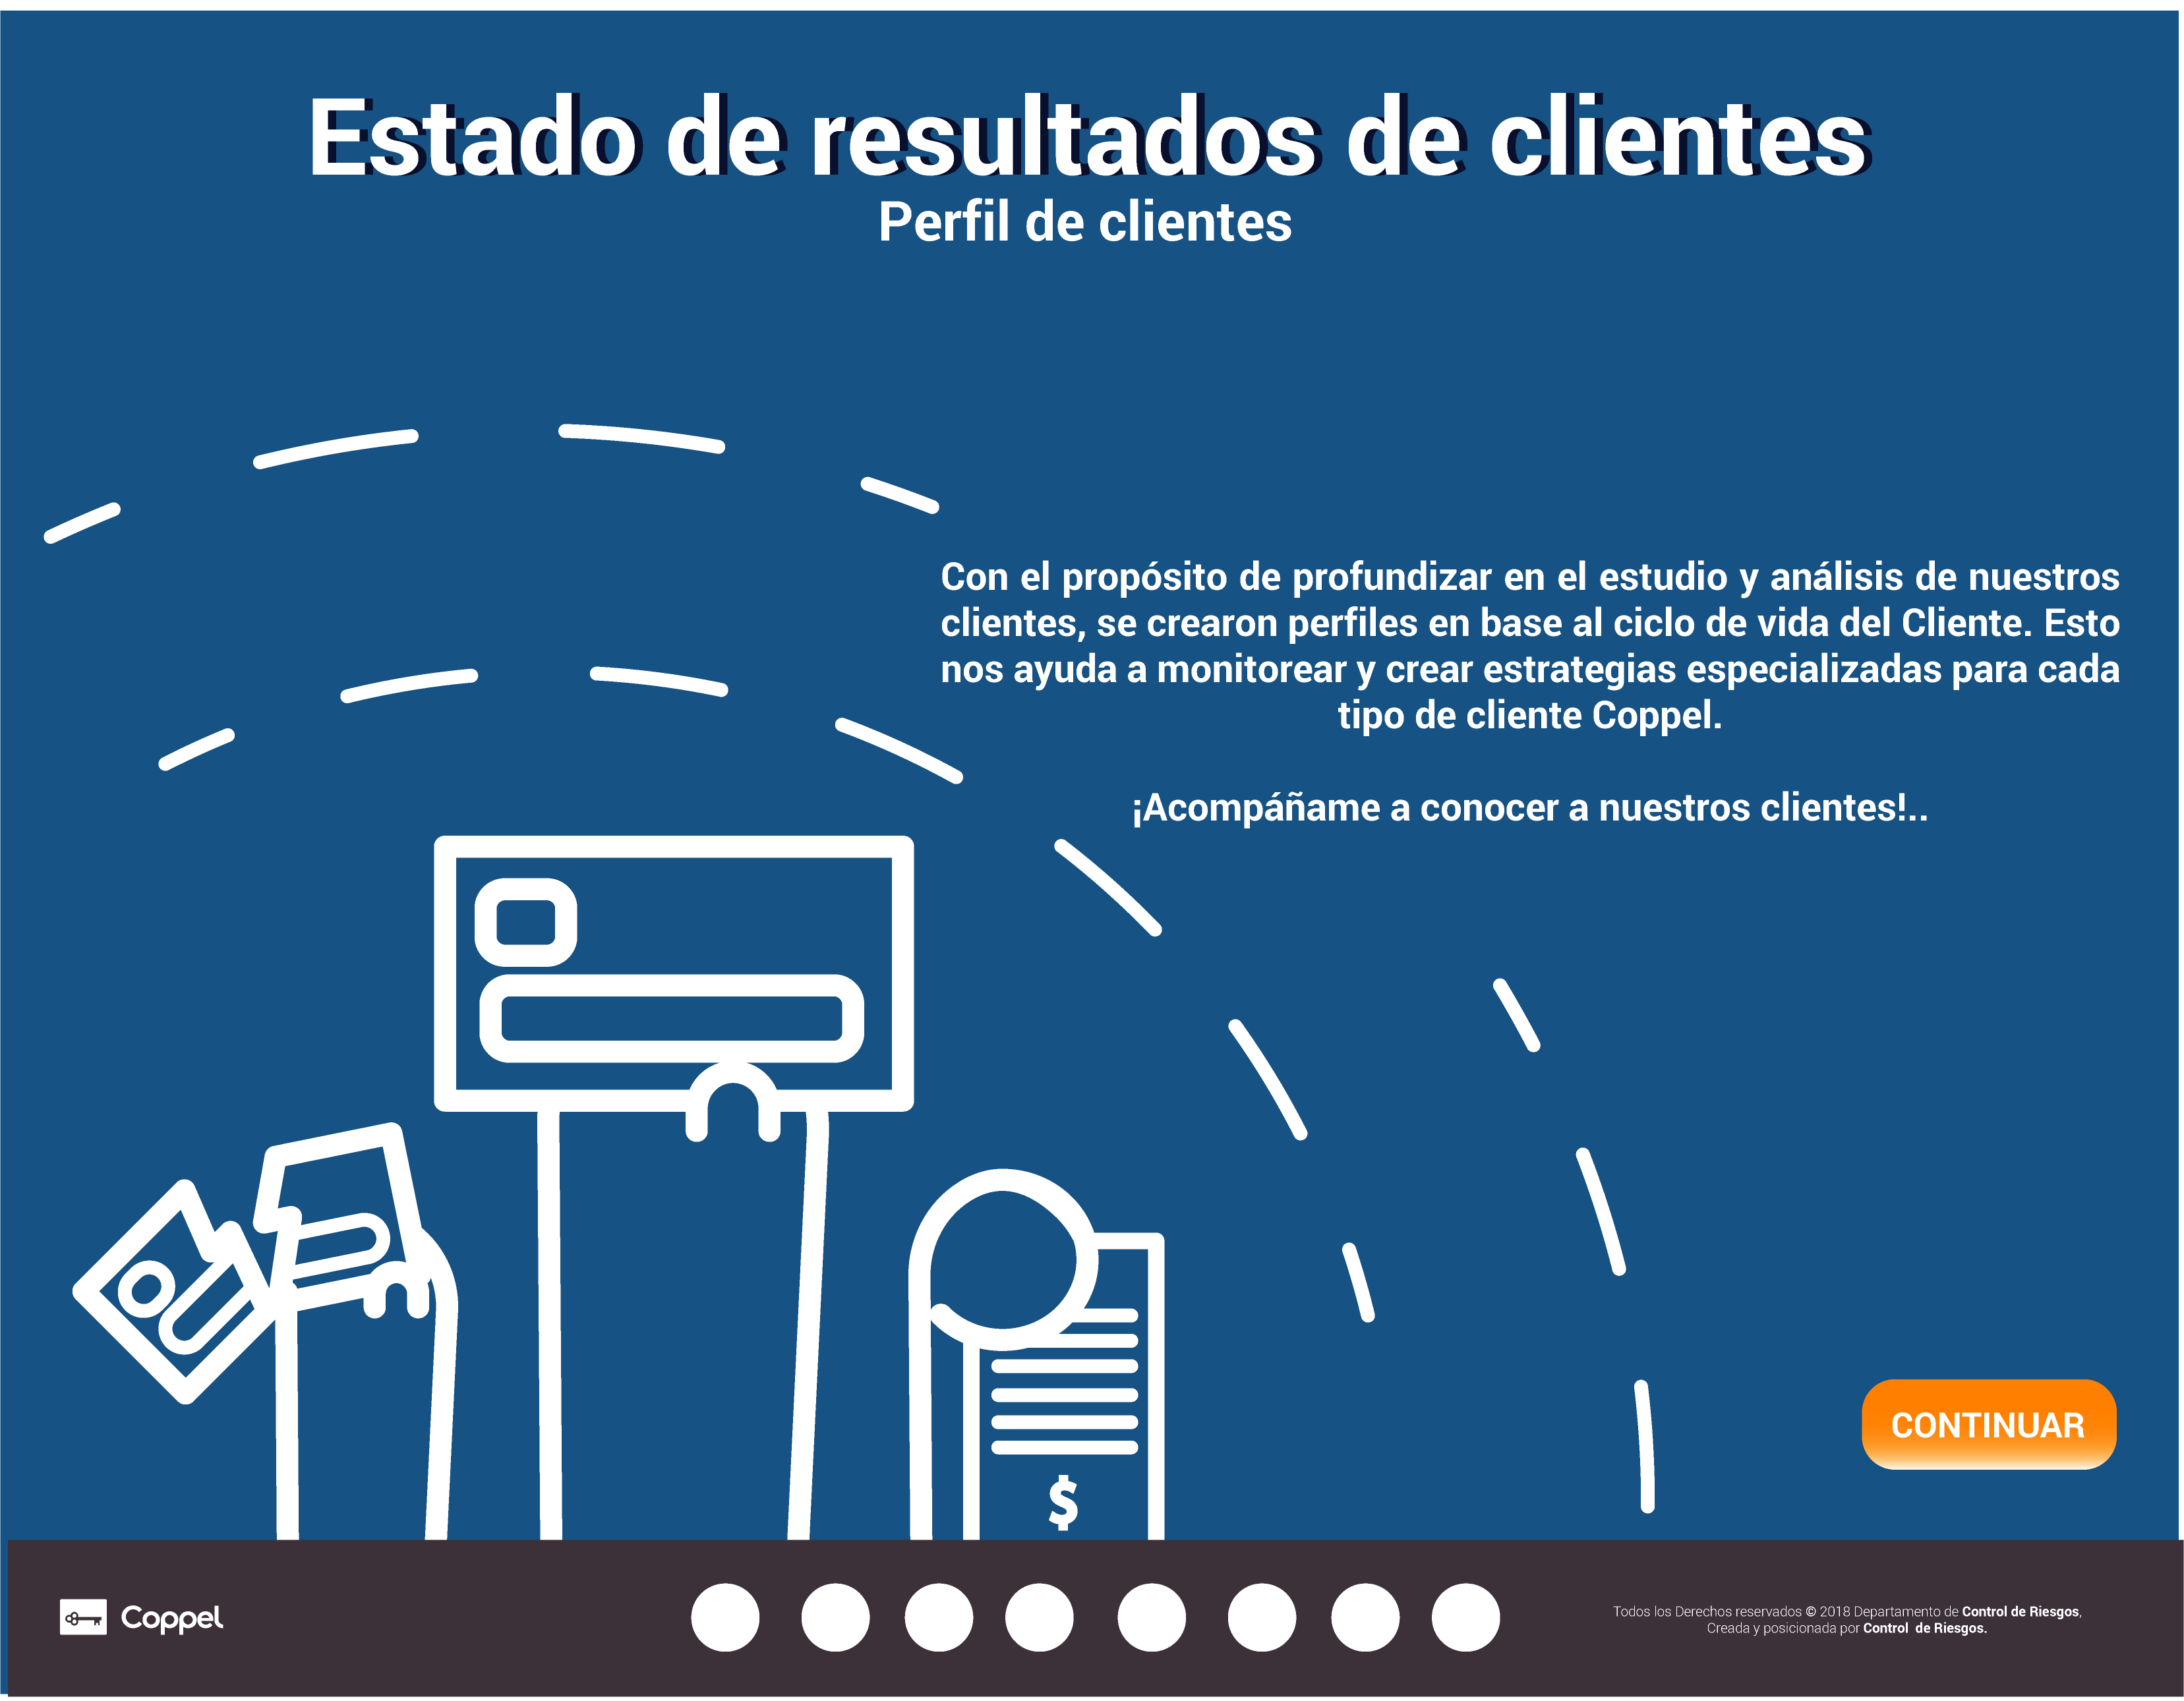 Estado de resultados de clientes
Perfil de clientes
Con el propósito de profundizar en el estudio y análisis de nuestros
clientes, se crearon perfiles en base al ciclo de vida del Cliente. Esto
nos ayuda a monitorear y crear estrategias especializadas para cada
tipo de cliente Coppel.
¡Acompáñame a conocer a nuestros clientes!..
$
CONTINUAR
Coppel
Todos los Derechos reservados © 2018 Departamento de Control de Riesgos,
Creada y posicionada por Control de Riesgos.